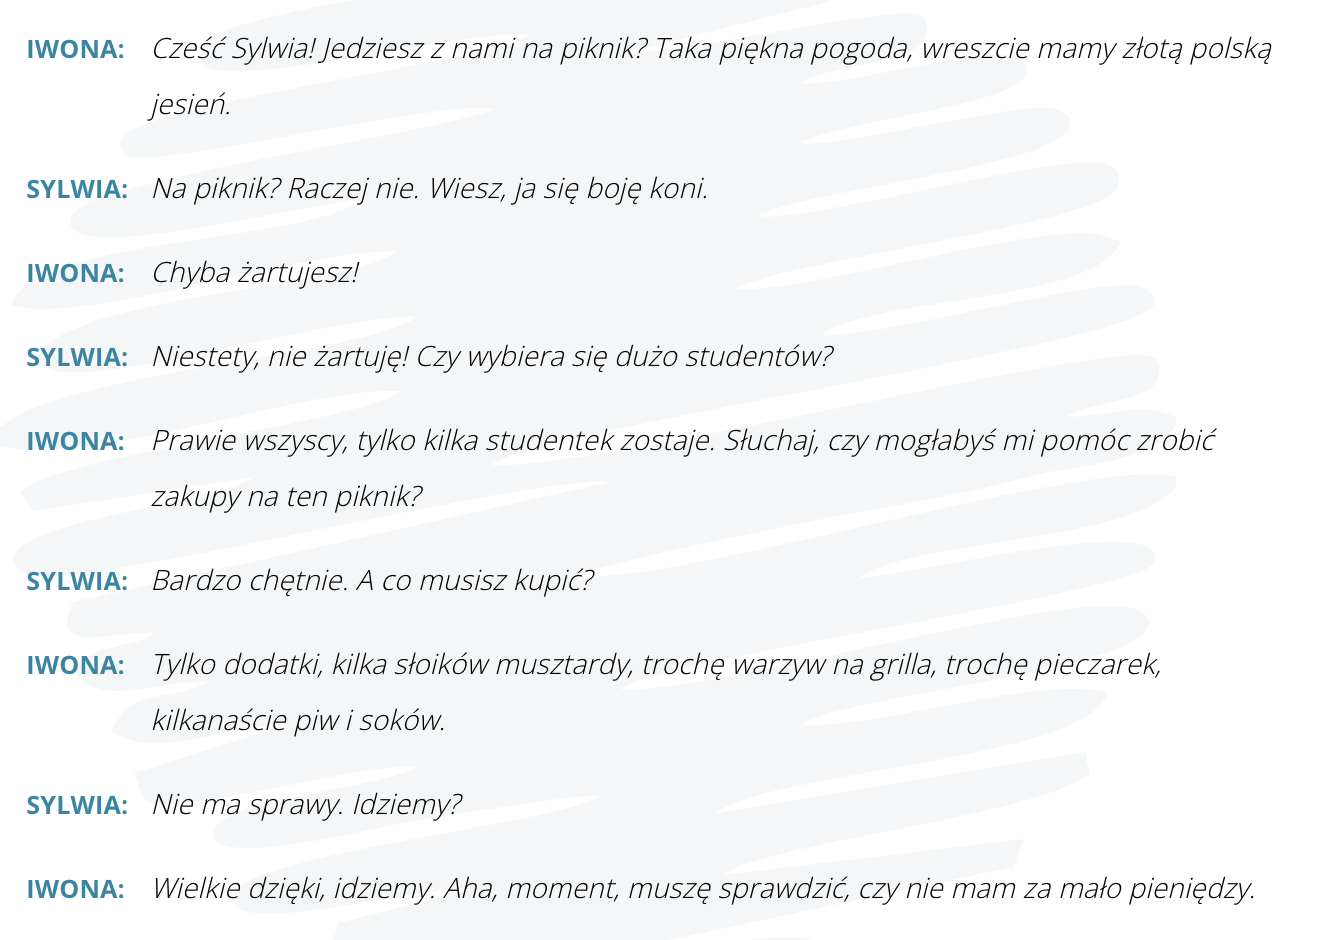 IWONA: Cześć Sylwia! Jedziesz z nami na piknik? Taka piękna pogoda, wreszcie mamy złotą polską
jesień.
SYLWIA: Na piknik? Raczej nie. Wiesz, ja się boję koni.
IWONA: Chyba żartujesz!
SYLWIA: Niestety, nie żartuję! Czy wybiera się dużo studentów?
IWONA: Prawie wszyscy, tylko kilka studentek zostaje. Słuchaj, czy mogłabyś mi pomóc zrobić
zakupy na ten piknik?
SYLWIA: Bardzo chętnie. A co musisz kupić?
IWONA: Tylko dodatki, kilka słoików musztardy, trochę warzyw na grilla, trochę pieczarek,
kilkanaście piw i soków.
SYLWIA: Nie ma sprawy. Idziemy?
IWONA: Wielkie dzięki, idziemy. Aha, moment, muszę sprawdzić, czy nie mam za mało pieniędzy.